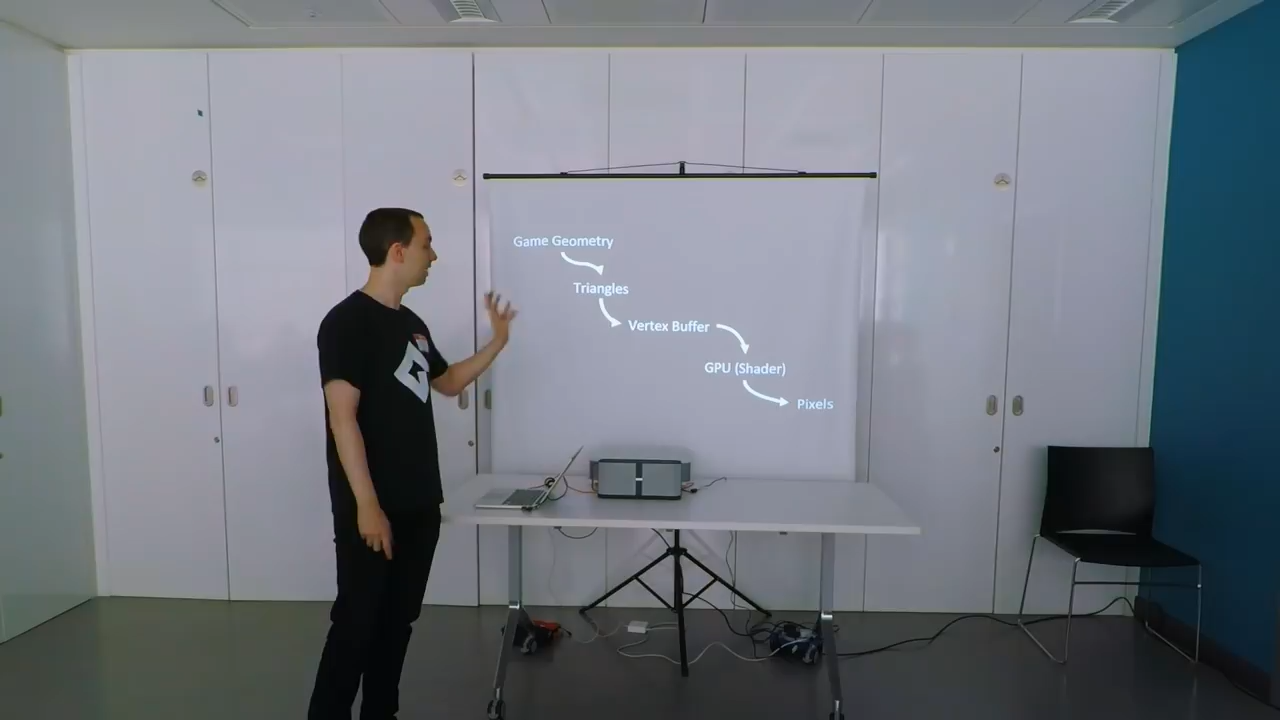 Game Geometry
Triangles
Vertex Buffer
GPU (Shader)
Pixels